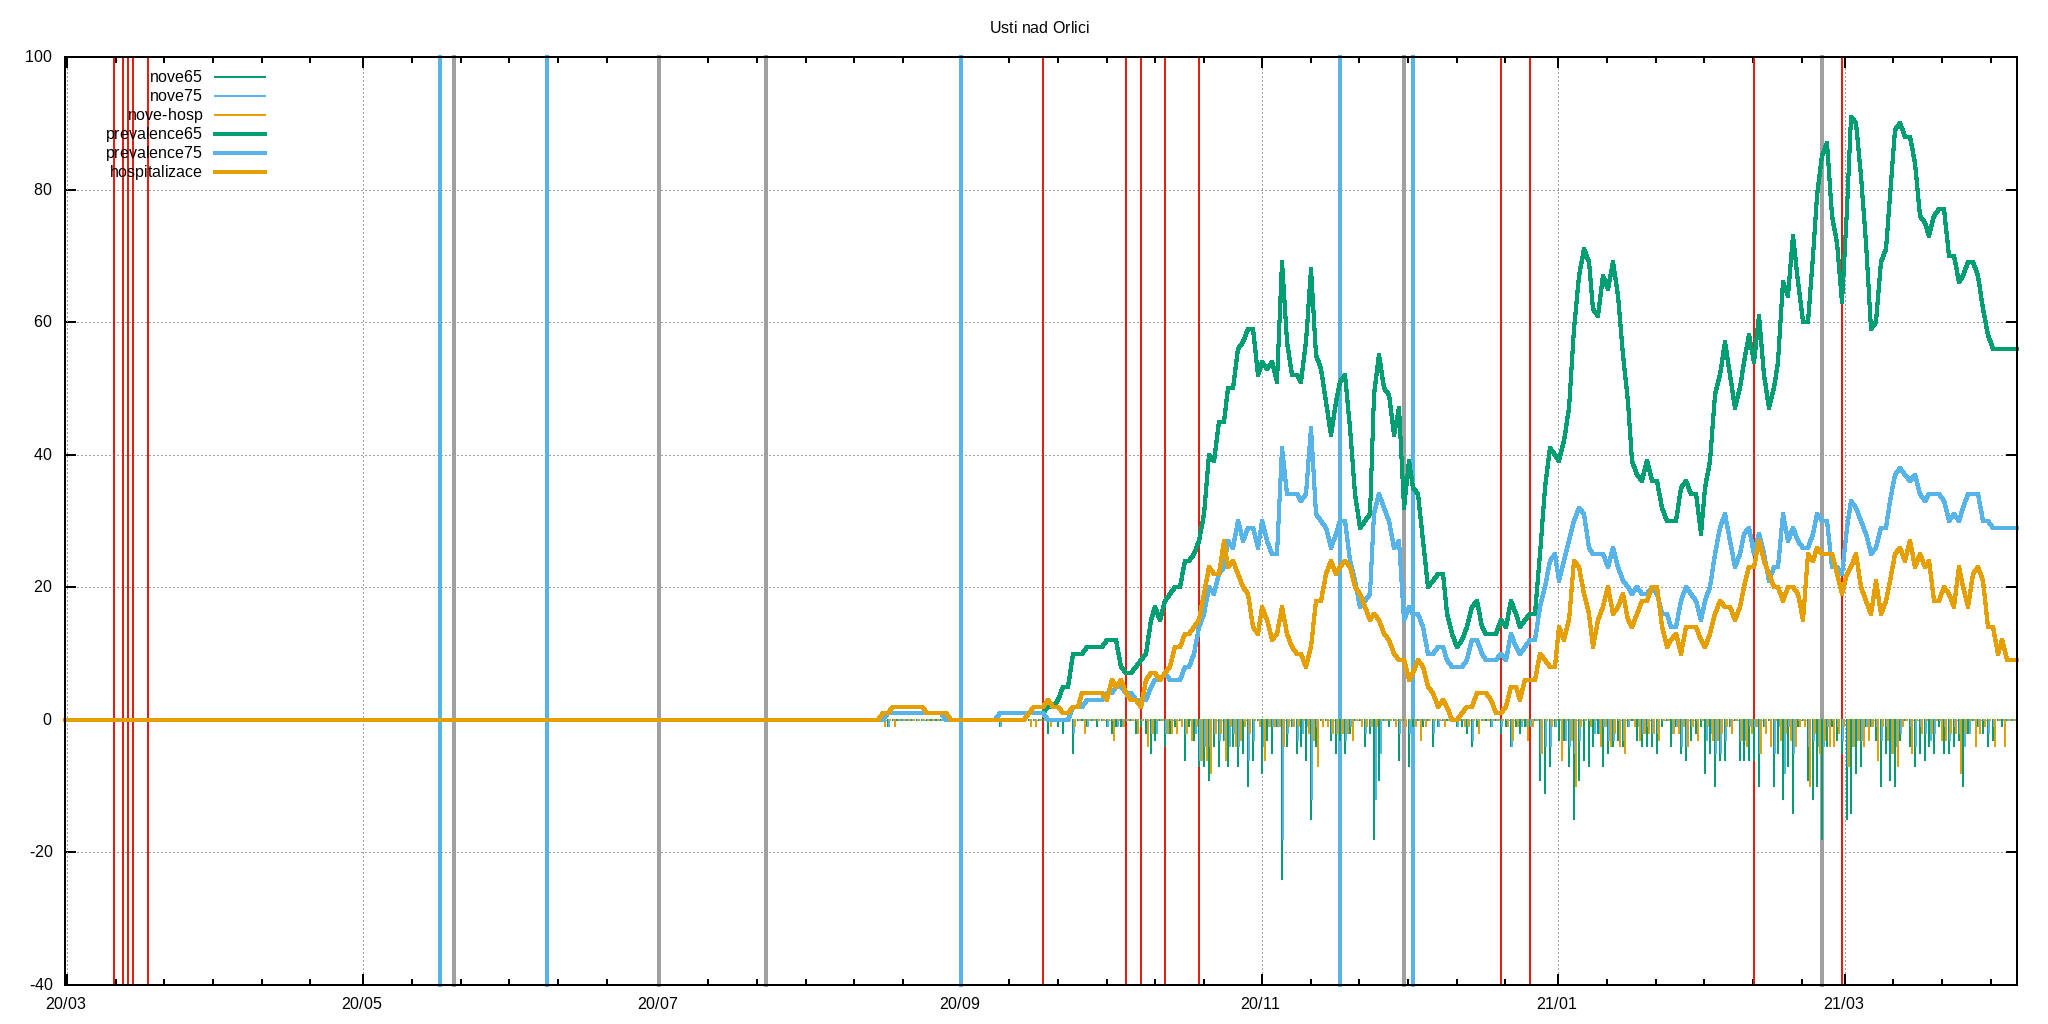 Usti nad Orlici
100
80
60
40
20
0
-20
-40
nove65
nove75
nove-hosp
prevalence65
prevalence75
hospitalizace
20/03
20/05
20/07
20/09
20/11
21/01
21/03